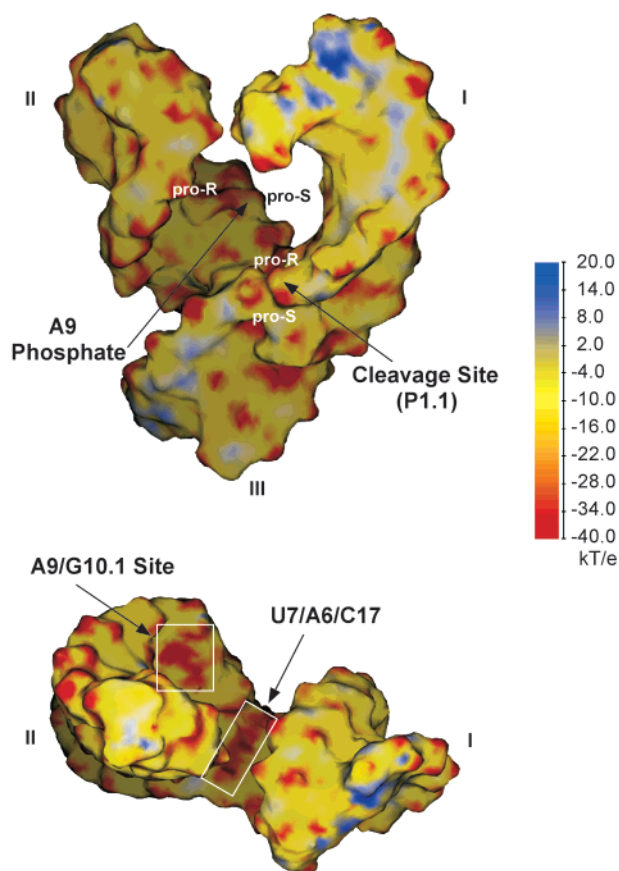 II
I
pro-R
pro-S
pro-R
pro-S
A9
Phosphate
Cleavage Site
(P1.1)
III
20.0
14.0
8.0
2.0
-4.0
-10.0
-16.0
-22.0
-28.0
-34.0
-40.0
kT/e
A9/G10.1 Site
U7/A6/C17
II
I